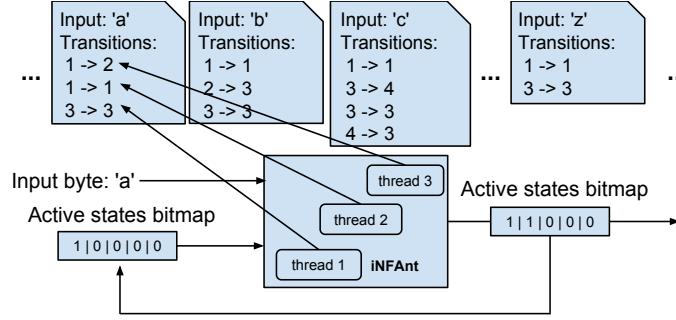 Input: 'a'
Transitions:
1 -> 2
1 -> 1
3 -> 3
Input: 'b'
Transitions:
1 -> 1
2 -> 3
3 -> 3
Input: 'c'
Transitions:
1 -> 1
3 -> 4
3 -> 3
4 -> 3
Input: 'z'
Transitions:
1 -> 1
3 -> 3
...
...
..
Input byte: 'a'
Active states bitmap
1 | 0 | 0 | 0 | 0
thread 3
thread 2
thread 1
iNFAnt
Active states bitmap
1 | 1 | 0 | 0 | 0